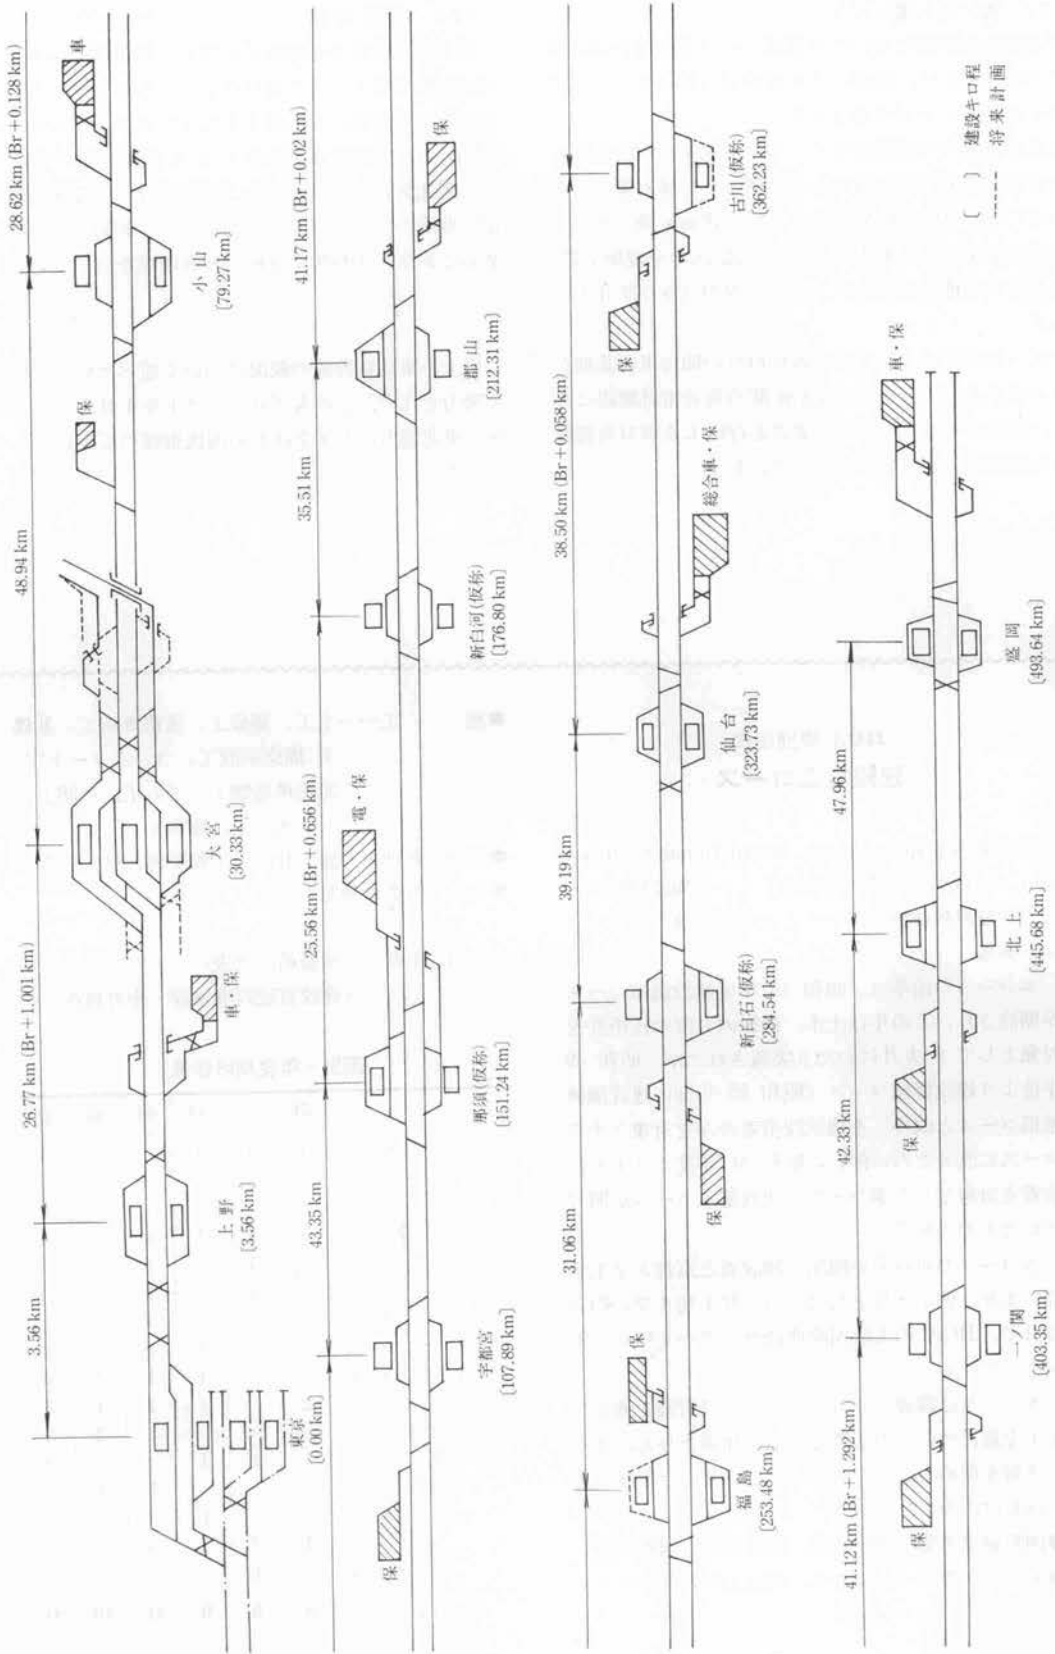 3.56 km
26.77 km (Br+1.001 km)
48.94 km
28.62 km (Br+0.128 km)
東京
[0.00 km]
上野
[3.56 km]
車・保
大宮
[30.33 km]
保
小山
[79.27 km]
車
43.35 km
25.56 km (Br+0.656 km)
35.51 km
41.17 km (Br+0.02 km)
保
宇都宮
[107.89 km]
那須(仮称)
[151.24 km]
電・保
新白河(仮称)
[176.80 km]
郡山
[212.31 km]
保
31.06 km
39.19 km
38.50 km (Br+0.058 km)
福島
[253.48 km]
保
保
新白石(仮称)
[284.54 km]
仙台
[323.73 km]
総合車・保
保
古川(仮称)
[362.23 km]
41.12 km (Br+1.292 km)
42.33 km
47.96 km
保
一関
[403.35 km]
保
北上
[445.68 km]
盛岡
[493.64 km]
車・保
[ ] 建設キロ程
----- 将来計画